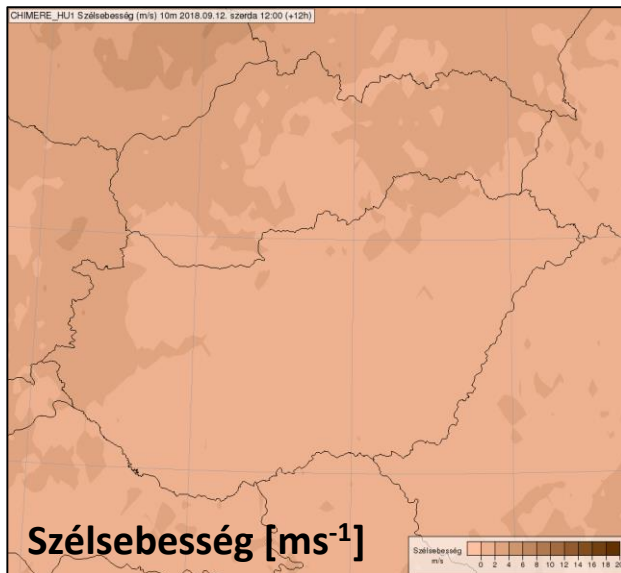 CHIMERE_HU1 Szélsebesség (m/s) 10m 2018.09.12. szerda 12:00 (+12h)
Szélsebesség [ms⁻¹]
Szélsebesség
m/s
0 2 4 6 8 10 12 14 16 18 20